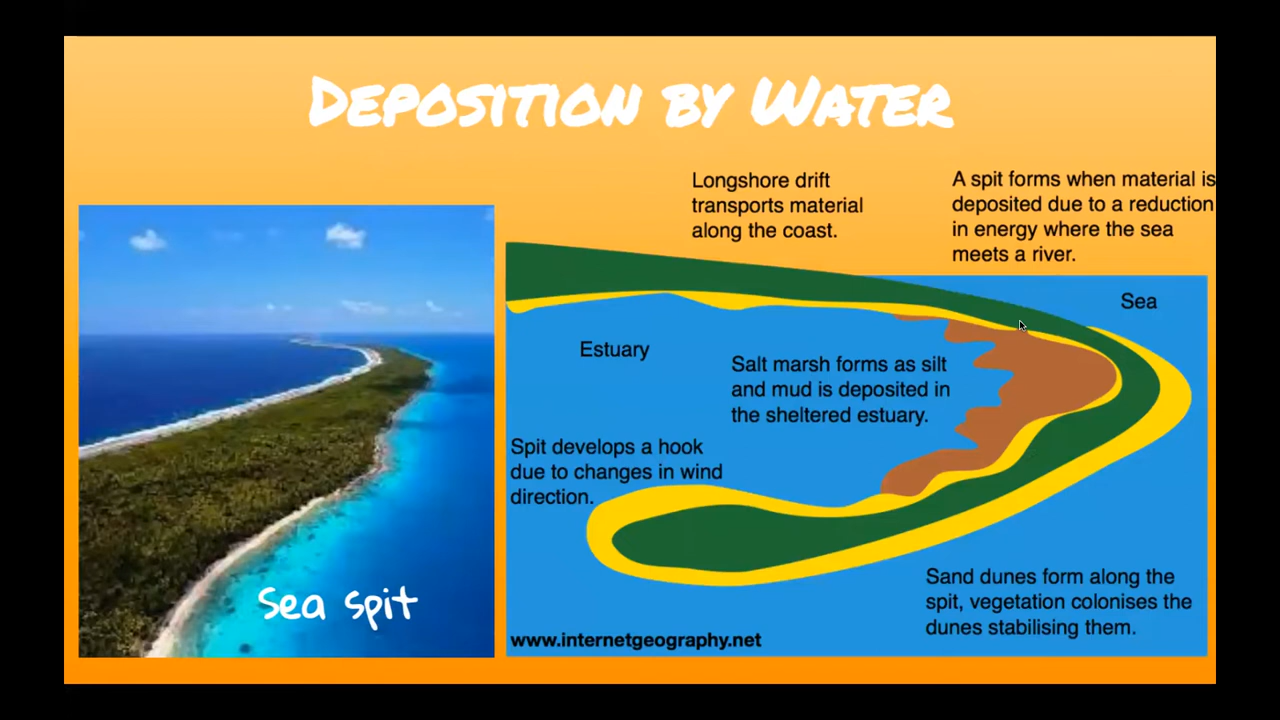 Deposition by Water
Longshore drift
transports material
along the coast.
A spit forms when material is
deposited due to a reduction
in energy where the sea
meets a river.
Sea
Estuary
Salt marsh forms as silt
and mud is deposited in
the sheltered estuary.
Spit develops a hook
due to changes in wind
direction.
Sea spit
Sand dunes form along the
spit, vegetation colonises the
dunes stabilising them.
www.internetgeography.net